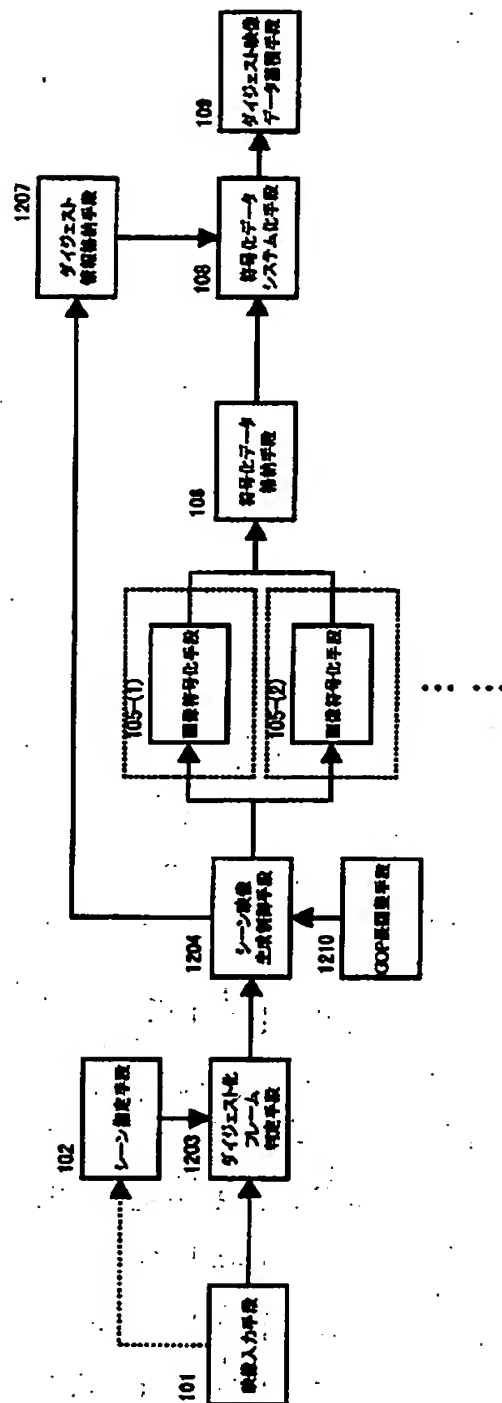 101
映像入力手段
102
シーン指定手段
1203
ダイジェスト化
フレーム
判定手段
1204
シーン映像
生成制御手段
1210
GOP長調整手段
105-(1)
画像符号化手段
105-(2)
画像符号化手段
106
符号化データ
格納手段
1207
ダイジェスト
情報格納手段
108
符号化データ
システム化手段
109
ダイジェスト映像
データ蓄積手段